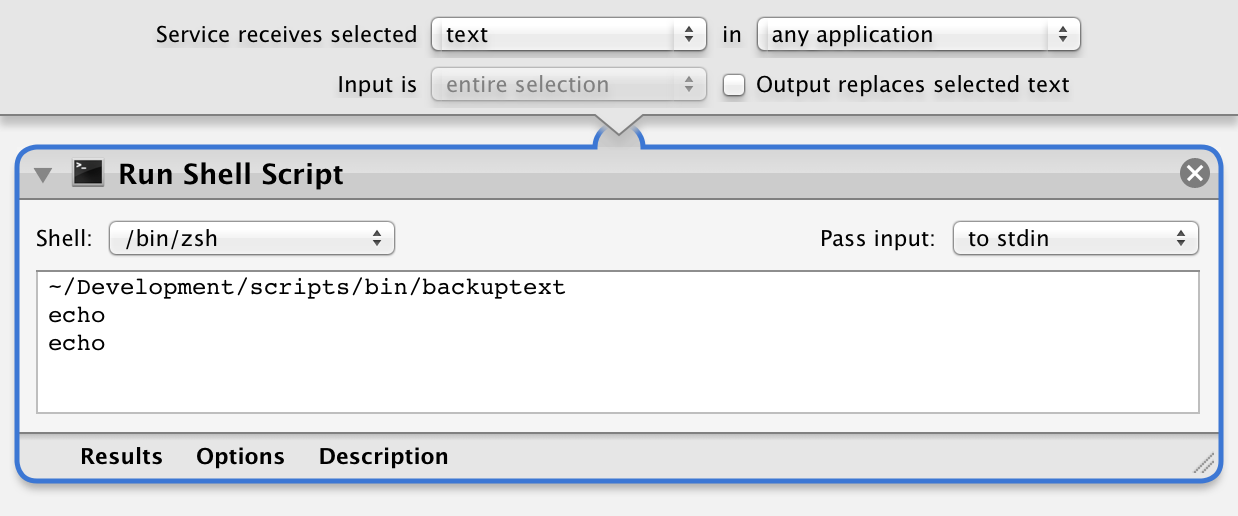 Service receives selected text in any application
Input is entire selection Output replaces selected text
Run Shell Script
Shell: /bin/zsh Pass input: to stdin
~/Development/scripts/bin/backuptext
echo
echo
Results Options Description